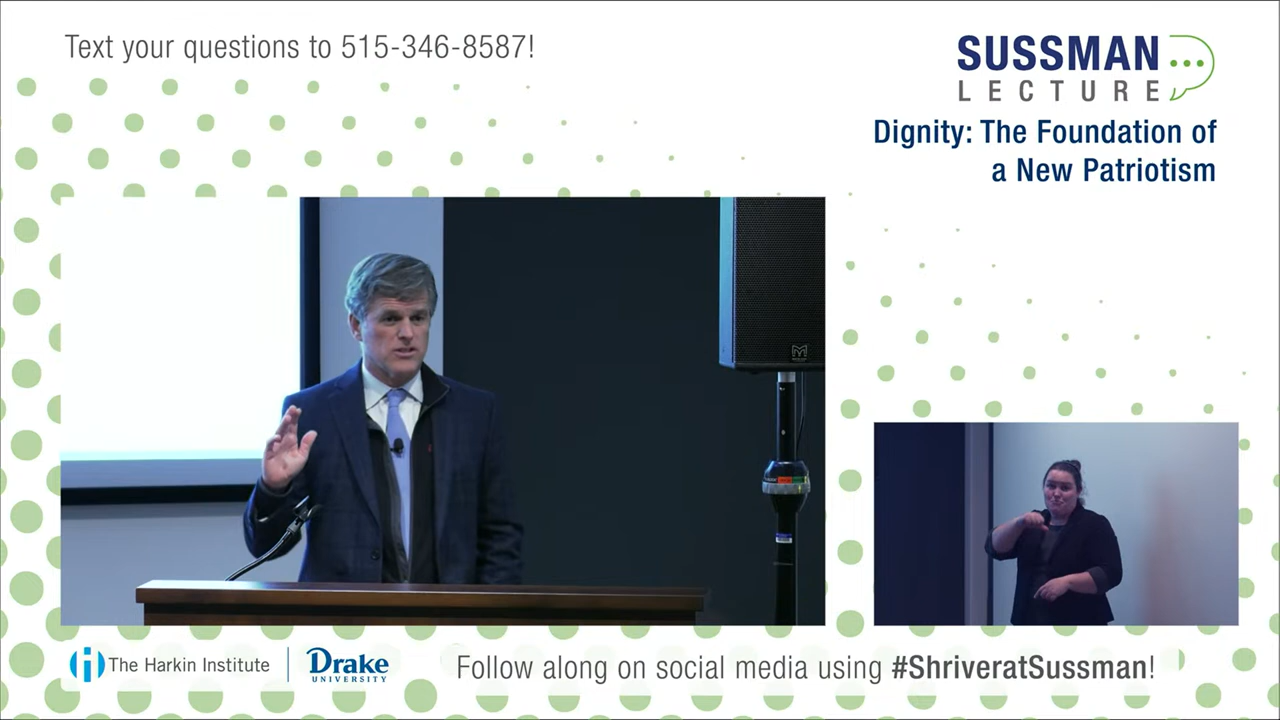 Text your questions to 515-346-8587!
SUSSMAN
LECTURE
Dignity: The Foundation of
a New Patriotism
The Harkin Institute
Drake
UNIVERSITY
Follow along on social media using #ShriveratSussman!